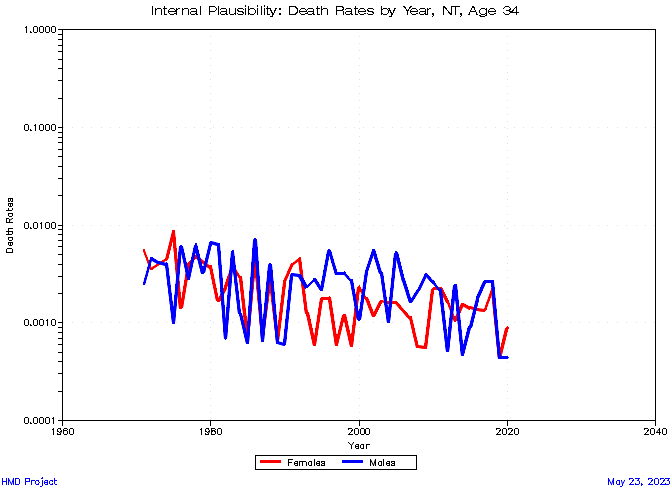 Internal Plausibility: Death Rates by Year, NT, Age 34
1.0000
0.1000
0.0100
0.0010
0.0001
Death Rates
1960 1980 2000 2020 2040
Year
Females Males
HMD Project May 23, 2023